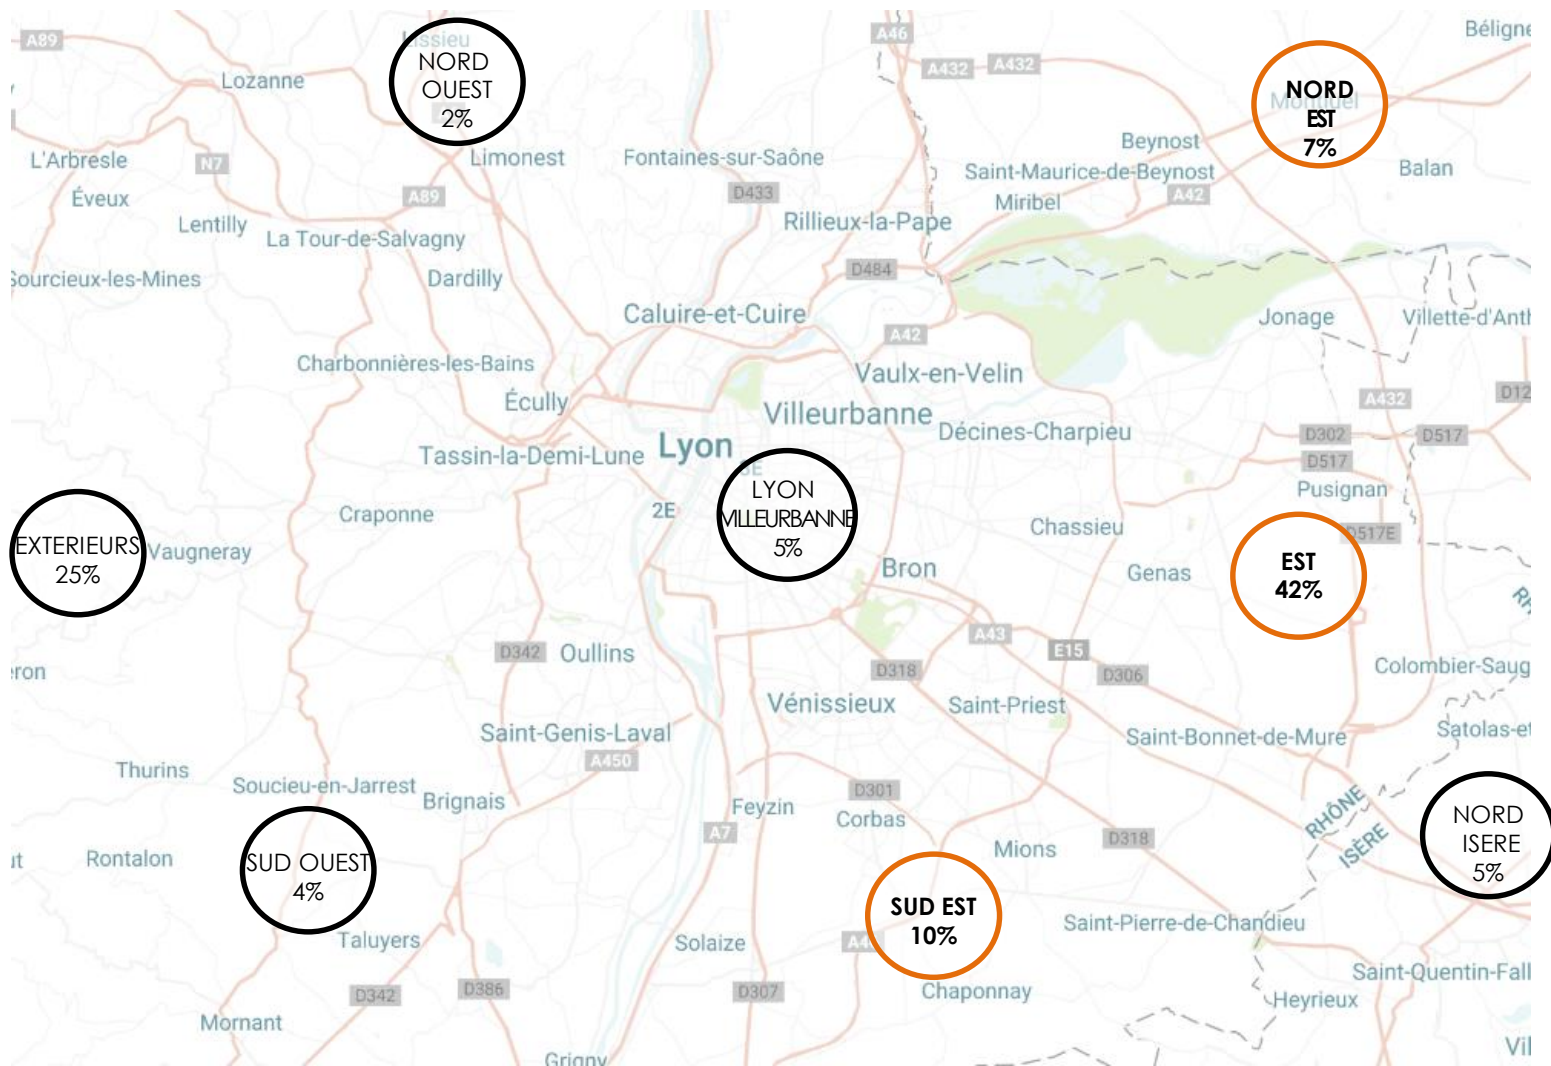 A89
Lissieu
NORD
OUEST
2%
Lozanne
A46
A432
A432
Béligne
NORD
EST
7%
Montluel
L'Arbresle
N7
Limonest
Fontaines-sur-Saône
Beynost
Saint-Maurice-de-Beynost
Balan
Éveux
A89
D433
Miribel
A42
Lentilly
La Tour-de-Salvagny
Rillieux-la-Pape
Sourcieux-les-Mines
Dardilly
D484
Caluire-et-Cuire
A42
Jonage
Villette-d'Anth
Charbonnières-les-Bains
Vaulx-en-Velin
Écully
Villeurbanne
A432
D12
Tassin-la-Demi-Lune
Lyon
Décines-Charpieu
D302
D517
D517
Pusignan
LYON
VILLEURBANNE
5%
Craponne
2E
Chassieu
D517E
EXTERIEURS
25%
Vaugneray
Bron
Genas
EST
42%
D342
Oullins
A43
E15
D318
D306
Colombier-Saug
Vénissieux
Saint-Priest
Saint-Genis-Laval
Saint-Bonnet-de-Mure
Satolas-et
A450
Thurins
Soucieu-en-Jarrest
Brignais
Feyzin
D301
Corbas
RHÔNE
ISÈRE
NORD
ISERE
5%
A7
Rontalon
SUD OUEST
4%
Mions
D318
SUD EST
10%
Saint-Pierre-de-Chandieu
Taluyers
Solaize
Saint-Quentin-Fall
D342
D386
D307
Chaponnay
Heyrieux
Mornant
Grigny
Vil